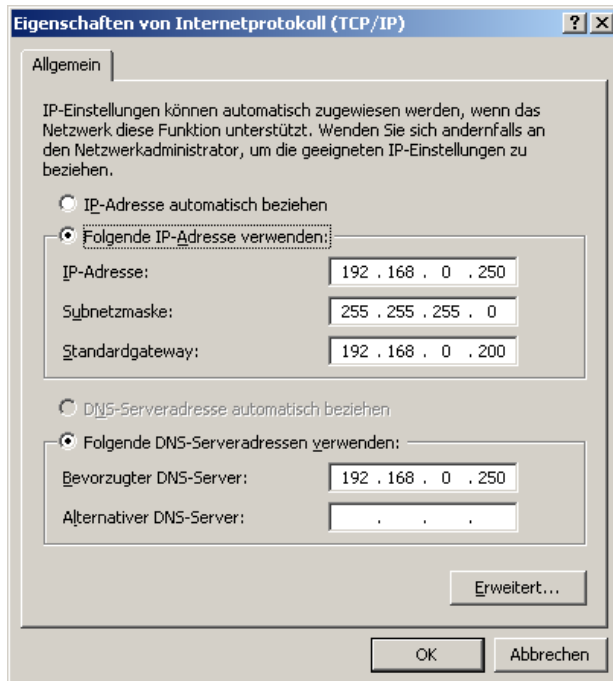 Eigenschaften von Internetprotokoll (TCP/IP)
Allgemein
IP-Einstellungen können automatisch zugewiesen werden, wenn das
Netzwerk diese Funktion unterstützt. Wenden Sie sich andernfalls an
den Netzwerkadministrator, um die geeigneten IP-Einstellungen zu
beziehen.
IP-Adresse automatisch beziehen
Folgende IP-Adresse verwenden:
IP-Adresse: 192 . 168 . 0 . 250
Subnetzmaske: 255 . 255 . 255 . 0
Standardgateway: 192 . 168 . 0 . 200
DNS-Serveradresse automatisch beziehen
Folgende DNS-Serveradressen verwenden:
Bevorzugter DNS-Server: 192 . 168 . 0 . 250
Alternativer DNS-Server: . . .
Erweitert...
OK Abbrechen